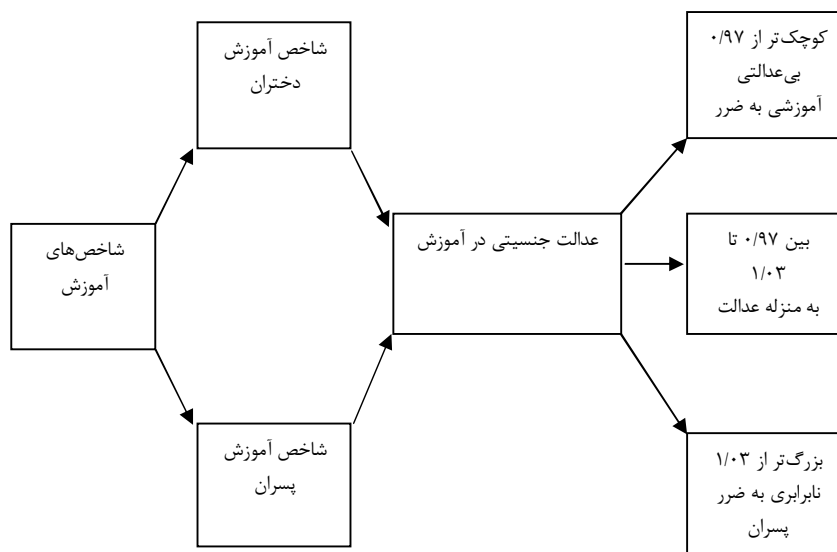 شاخص آموزش
دختران
کوچک‌تر از ۰/۹۷
بی‌عدالتی
آموزشی به ضرر
شاخص‌های
آموزش
عدالت جنسیتی در آموزش
بین ۰/۹۷ تا
۱/۰۳
به منزله عدالت
شاخص آموزش
پسران
بزرگ‌تر از ۱/۰۳
نابرابری به ضرر
پسران